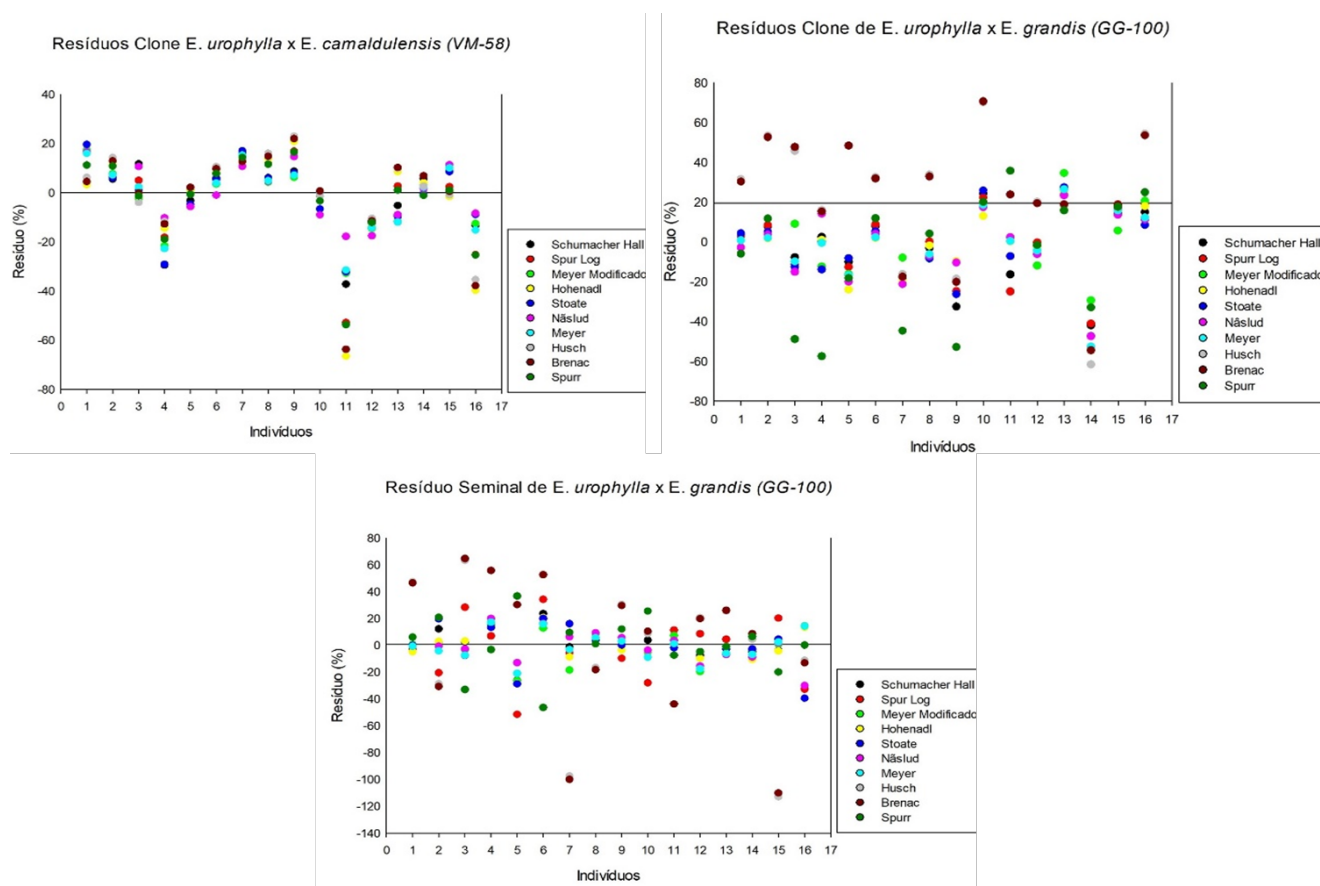 Resíduos Clone E. urophylla x E. camaldulensis (VM-58)
40
20
0
-20
-40
-60
-80
Resíduo (%)
0 1 2 3 4 5 6 7 8 9 10 11 12 13 14 15 16 17
Indivíduos
Schumacher Hall
Spur Log
Meyer Modificado
Hohenadl
Stoate
Näslud
Meyer
Husch
Brenac
Spurr
Resíduos Clone de E. urophylla x E. grandis (GG-100)
80
60
40
20
0
-20
-40
-60
-80
Resíduo (%)
0 1 2 3 4 5 6 7 8 9 10 11 12 13 14 15 16 17
Indivíduos
Schumacher Hall
Spurr Log
Meyer Modificado
Hohenadl
Stoate
Nâslud
Meyer
Husch
Brenac
Spurr
Resíduo Seminal de E. urophylla x E. grandis (GG-100)
80
60
40
20
0
-20
-40
-60
-80
-100
-120
-140
Resíduo (%)
0 1 2 3 4 5 6 7 8 9 10 11 12 13 14 15 16 17
Indivíduos
Schumacher Hall
Spur Log
Meyer Modificado
Hohenadl
Stoate
Nãslud
Meyer
Husch
Brenac
Spurr